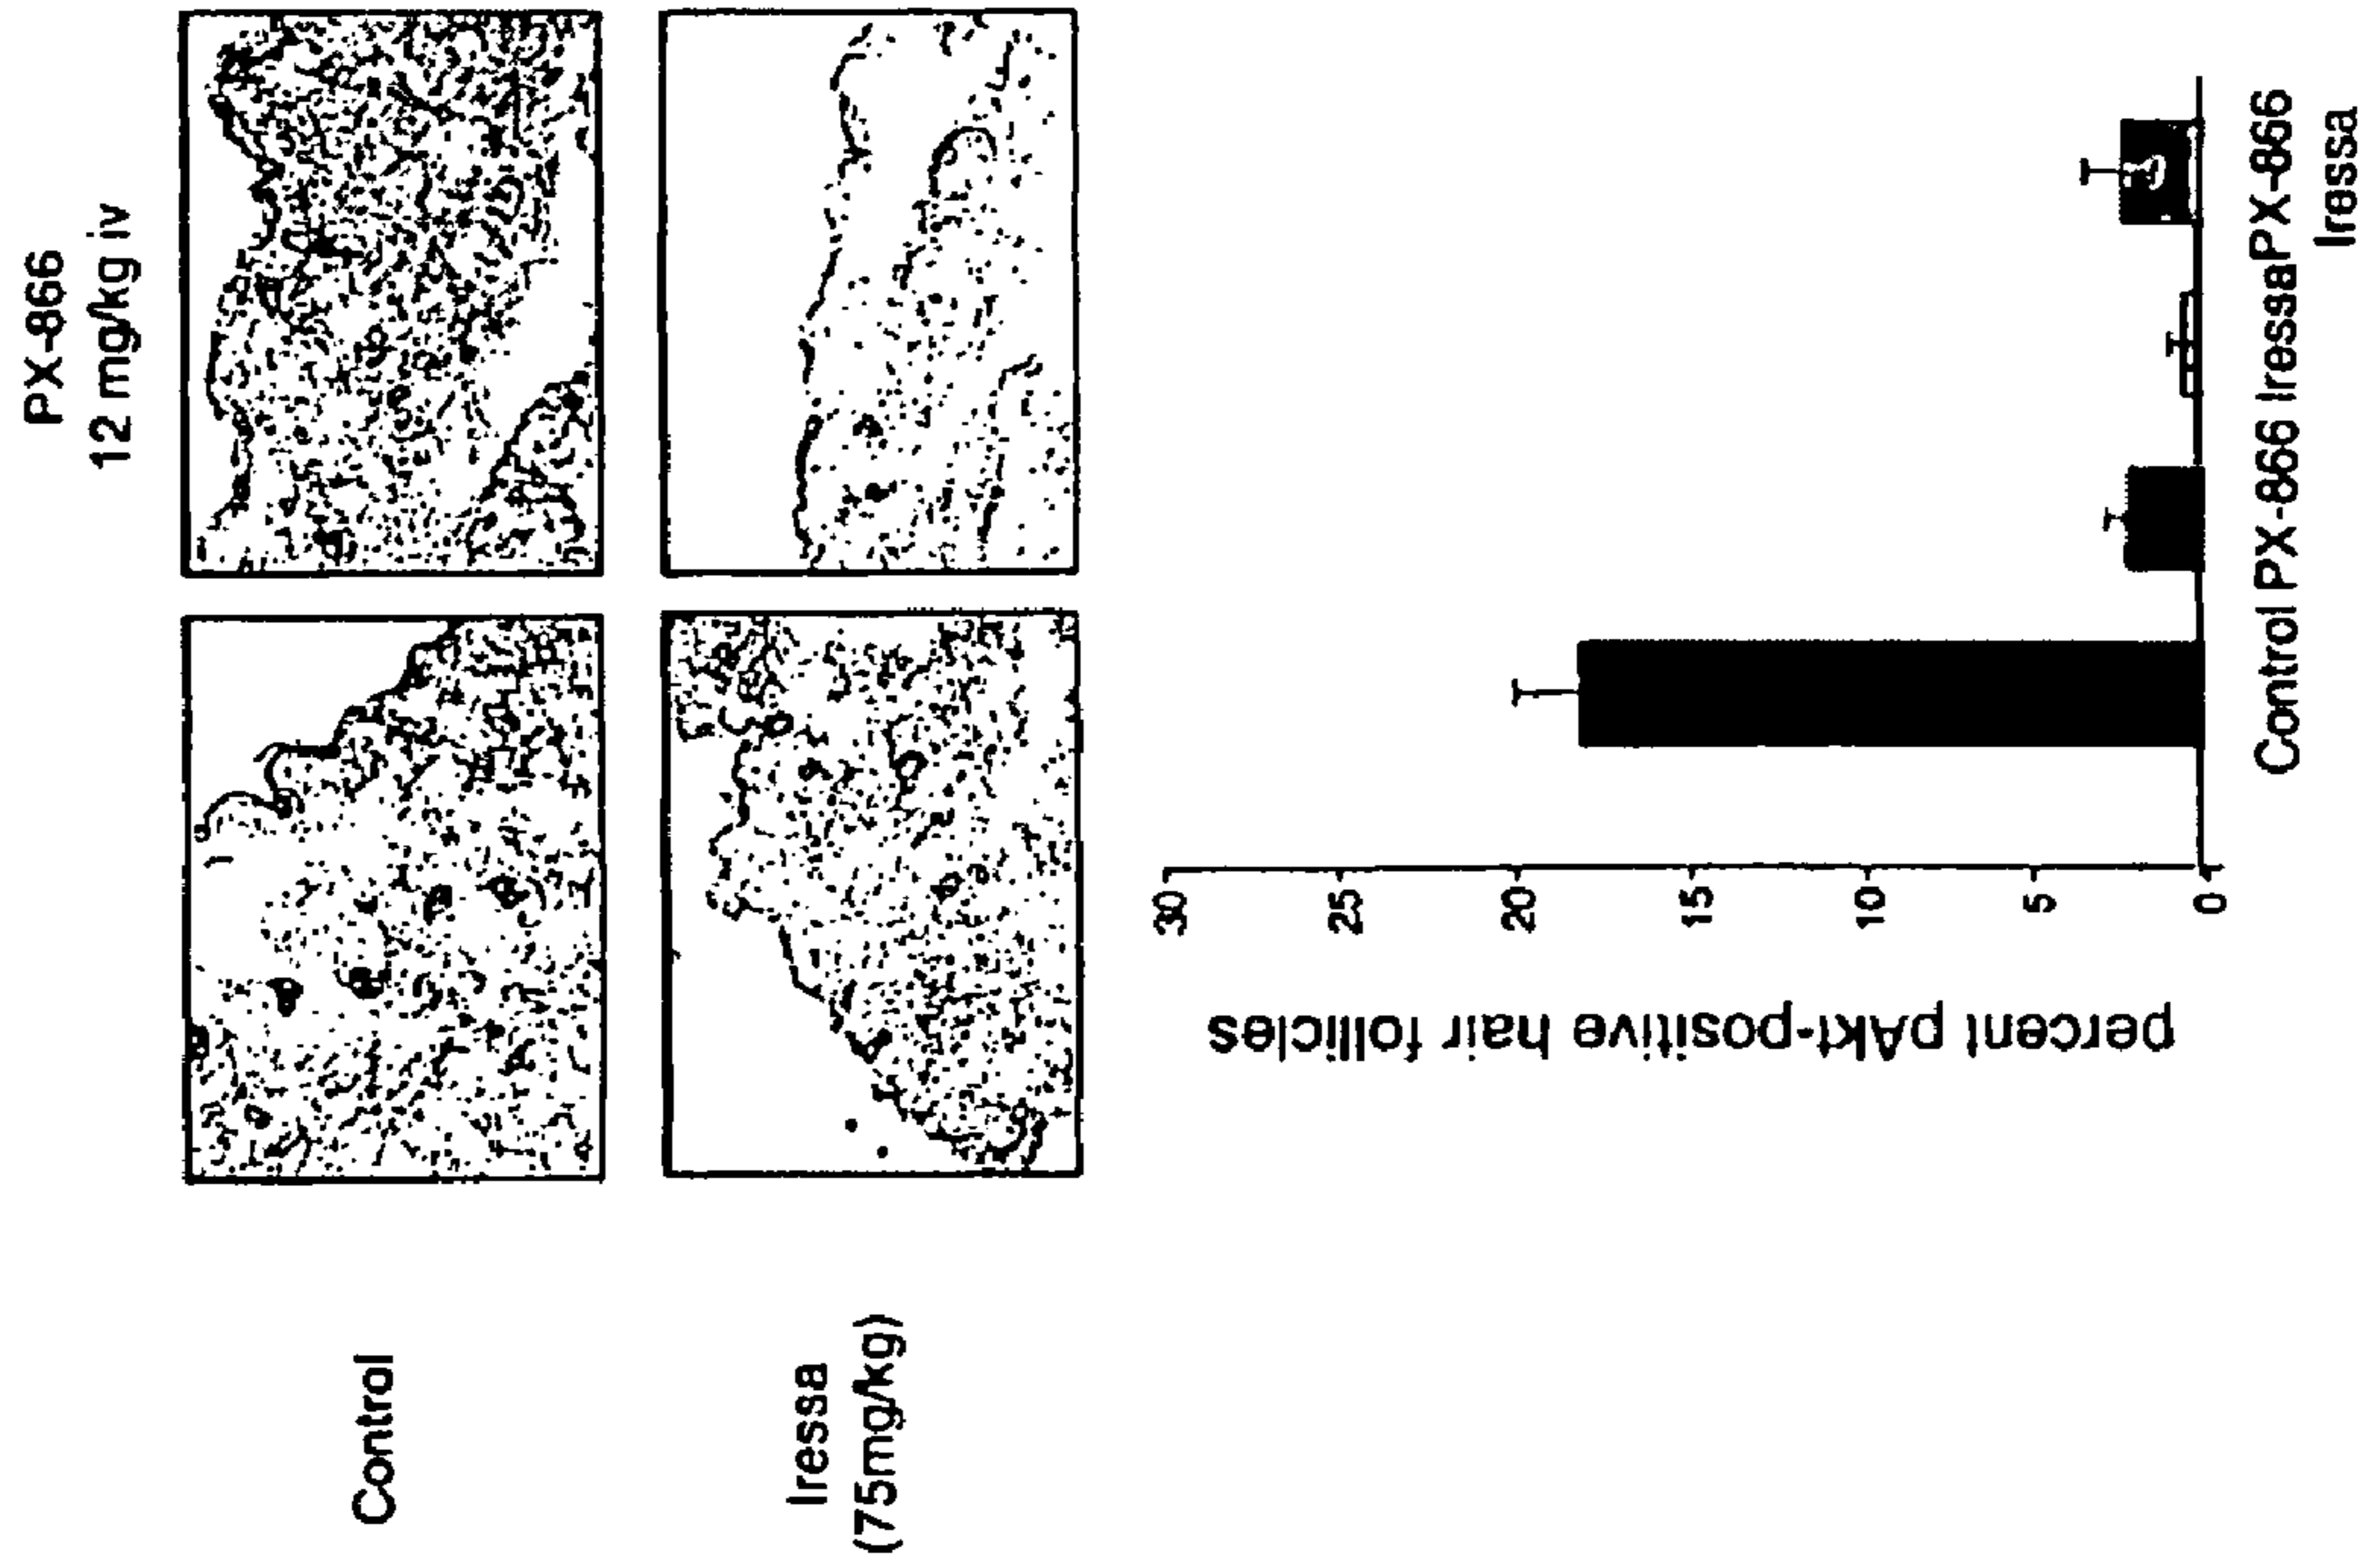 PX-866
12 mg/kg iv
Control
Iressa
(75mg/kg)
percent pAkt-positive hair follicles
30
25
20
15
10
5
0
Control PX-866 Iressa PX-866
Iressa